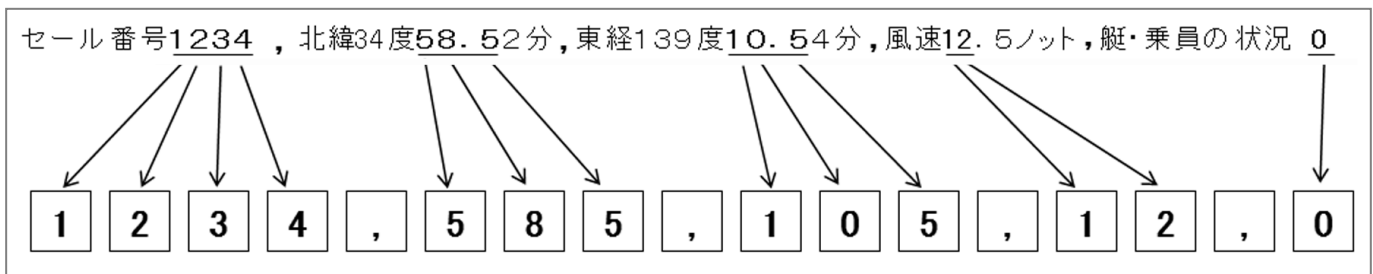 セール番号1234 , 北緯34度58.52分,東経139度10.54分,風速12.5ノット,艇・乗員の状況 0
1 2 3 4 , 5 8 5 , 1 0 5 , 1 2 , 0